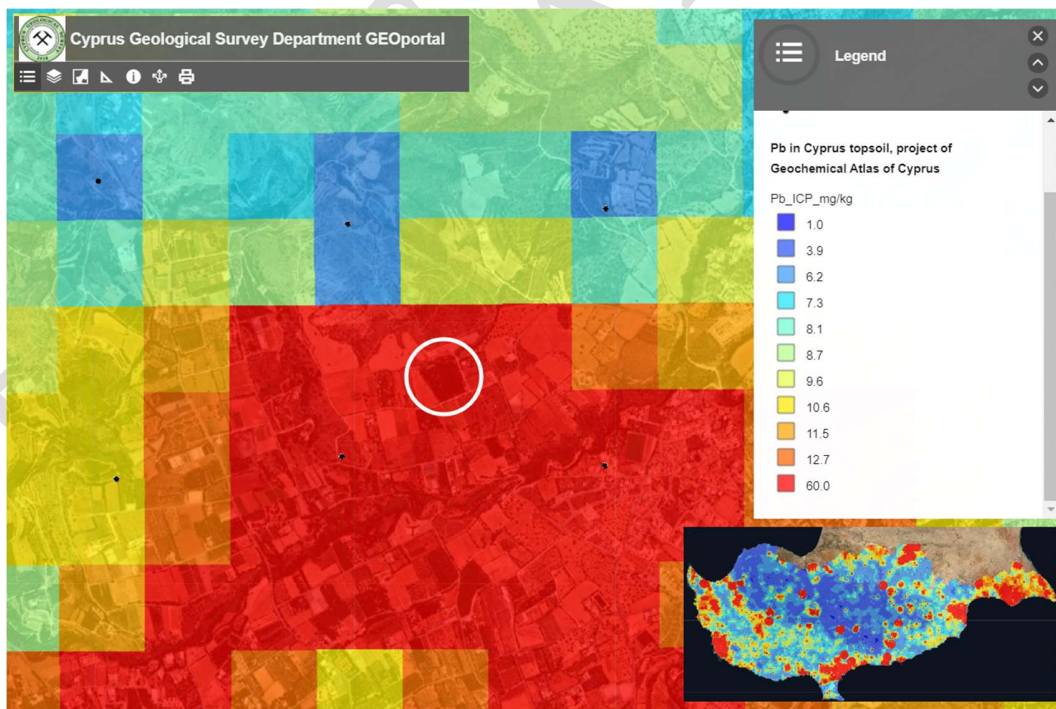 Cyprus Geological Survey Department GEOportal
Legend
Pb in Cyprus topsoil, project of
Geochemical Atlas of Cyprus
Pb_ICP_mg/kg
1.0
3.9
6.2
7.3
8.1
8.7
9.6
10.6
11.5
12.7
60.0